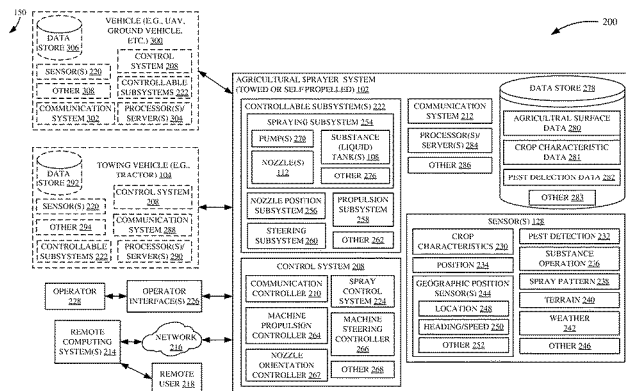 150
200
VEHICLE (E.G., UAV,
GROUND VEHICLE,
ETC.) 300
DATA
STORE 306
CONTROL
SYSTEM 208
SENSOR(S) 220
CONTROLLABLE
SUBSYSTEMS 222
OTHER 308
COMMUNICATION
SYSTEM 302
PROCESSOR(S)/
SERVER(S) 304
TOWING VEHICLE (E.G.,
TRACTOR) 104
DATA
STORE 292
CONTROL SYSTEM
208
SENSOR(S) 220
OTHER 294
COMMUNICATION
SYSTEM 288
CONTROLLABLE
SUBSYSTEMS 222
PROCESSOR(S)/
SERVER(S) 290
OPERATOR
228
OPERATOR
INTERFACE(S) 226
REMOTE
COMPUTING
SYSTEM(S) 214
NETWORK
216
REMOTE
USER 218
AGRICULTURAL SPRAYER SYSTEM
(TOWED OR SELF PROPELLED) 102
CONTROLLABLE SUBSYSTEM(S) 222
SPRAYING SUBSYSTEM 254
PUMP(S) 270
SUBSTANCE
(LIQUID)
TANK(S) 108
NOZZLE(S)
112
OTHER 276
NOZZLE POSITION
SUBSYSTEM 256
PROPULSION
SUBSYSTEM
258
STEERING
SUBSYSTEM 260
OTHER 262
CONTROL SYSTEM 208
COMMUNICATION
CONTROLLER 210
SPRAY
CONTROL
SYSTEM 224
MACHINE
PROPULSION
CONTROLLER 264
MACHINE
STEERING
CONTROLLER
266
NOZZLE
ORIENTATION
CONTROLLER 267
OTHER 268
COMMUNICATION
SYSTEM 212
PROCESSOR(S)/
SERVER(S) 284
OTHER 286
DATA STORE 278
AGRICULTRAL SURFACE
DATA 280
CROP CHARACTERISTIC
DATA 281
PEST DETECTION DATA 282
OTHER 283
SENSOR(S) 128
CROP
CHARACTERISTICS 230
PEST DETECTION 232
POSITION 234
SUBSTANCE
OPERATION 236
GEOGRAPHIC POSITION
SENSOR(S) 244
SPRAY PATTERN 238
LOCATION 248
TERRAIN 240
HEADING/SPEED 250
WEATHER
242
OTHER 252
OTHER 246